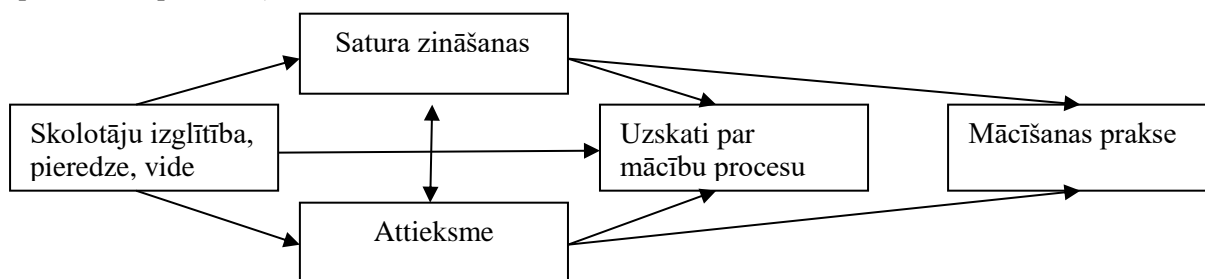 Satura zināšanas
Skolotāju izglītība,
pieredze, vide
Uzskati par
mācību procesu
Mācīšanas prakse
Attieksme